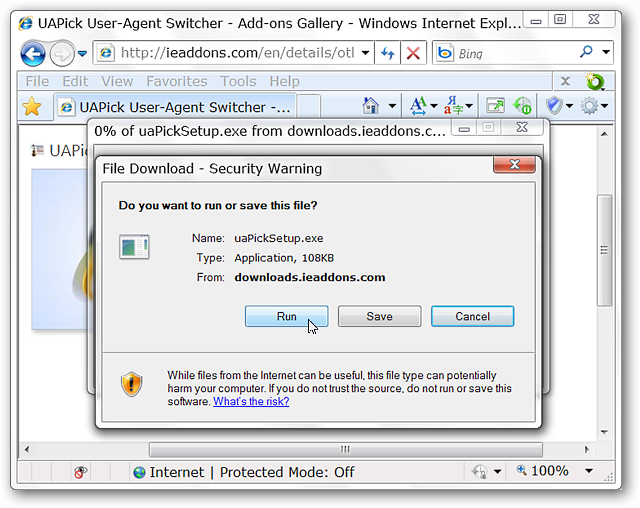 UAPick User-Agent Switcher - Add-ons Gallery - Windows Internet Expl...
http://ieaddons.com/en/details/otl
Bing
File Edit View Favorites Tools Help
UAPick User-Agent Switcher -...
0% of uaPickSetup.exe from downloads.ieaddons.c...
UAPick
File Download - Security Warning
Do you want to run or save this file?
Name: uaPickSetup.exe
Type: Application, 108KB
From: downloads.ieaddons.com
Run Save Cancel
While files from the Internet can be useful, this file type can potentially
harm your computer. If you do not trust the source, do not run or save this
software. What's the risk?
Internet | Protected Mode: Off
100%